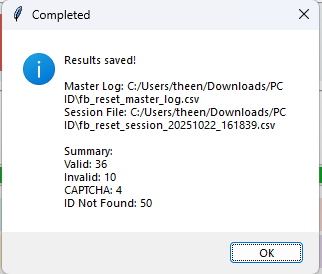 Completed
Results saved!
Master Log: C:/Users/theen/Downloads/PC
ID\fb_reset_master_log.csv
Session File: C:/Users/theen/Downloads/PC
ID\fb_reset_session_20251022_161839.csv
Summary:
Valid: 36
Invalid: 10
CAPTCHA: 4
ID Not Found: 50
OK